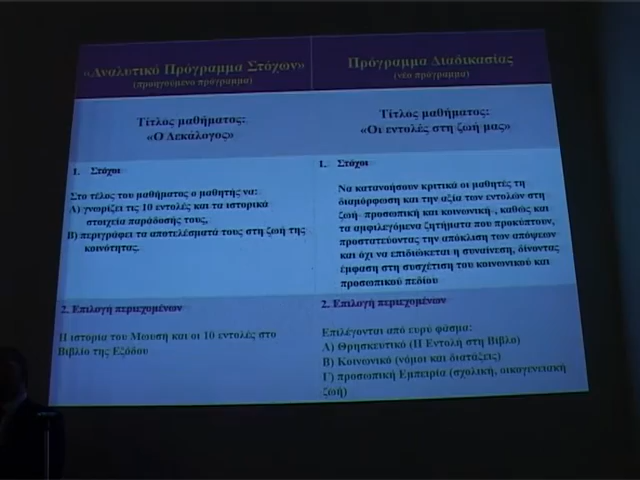 «Αναλυτικό Πρόγραμμα Στόχων»
(προηγούμενο πρόγραμμα)
Πρόγραμμα Διαδικασίας
(νέο πρόγραμμα)
Τίτλος μαθήματος:
«Ο Δεκάλογος»
Τίτλος μαθήματος:
«Οι εντολές στη ζωή μας»
1. Στόχοι
Στο τέλος του μαθήματος ο μαθητής να:
Α) γνωρίζει τις 10 εντολές και τα ιστορικά
στοιχεία παράδοσής τους,
Β) περιγράφει τα αποτελέσματά τους στη ζωή της
κοινότητας.
1. Στόχοι
Να κατανοήσουν κριτικά οι μαθητές τη
διαμόρφωση και την αξία των εντολών στη
ζωή- προσωπική και κοινωνική-, καθώς και
τα αμφιλεγόμενα ζητήματα που προκύπτουν,
προστατεύοντας την απόκλιση των απόψεων
και όχι να επιδιώκεται η συναίνεση, δίνοντας
έμφαση στη συσχέτιση του κοινωνικού και
προσωπικού πεδίου
2. Επιλογή περιεχομένων
Η ιστορία του Μωυση και οι 10 εντολές στο
Βιβλίο της Εξόδου
2. Επιλογή περιεχομένων
Επιλέγονται από ευρύ φάσμα:
Α) Θρησκευτικό (Η Εντολή στη Βίβλο)
Β) Κοινωνικό (νόμοι και διατάξεις)
Γ) προσωπική Εμπειρία (σχολική, οικογενειακή
ζωή)